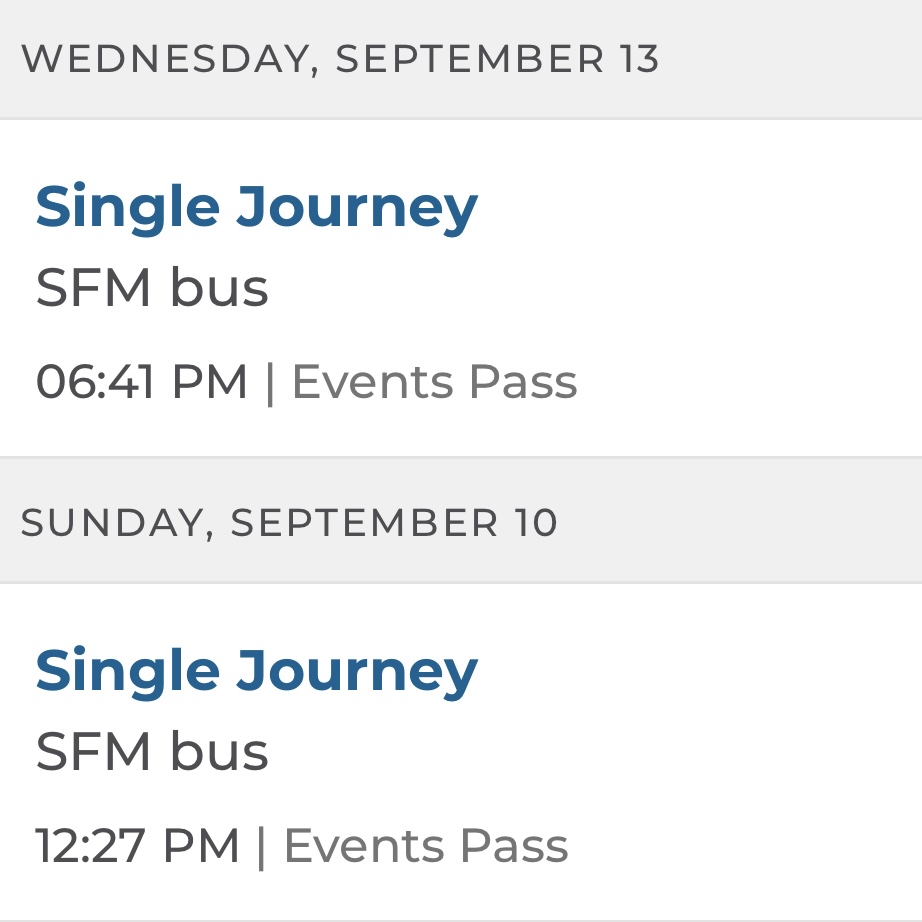 WEDNESDAY, SEPTEMBER 13
Single Journey
SFM bus
06:41 PM | Events Pass
SUNDAY, SEPTEMBER 10
Single Journey
SFM bus
12:27 PM | Events Pass